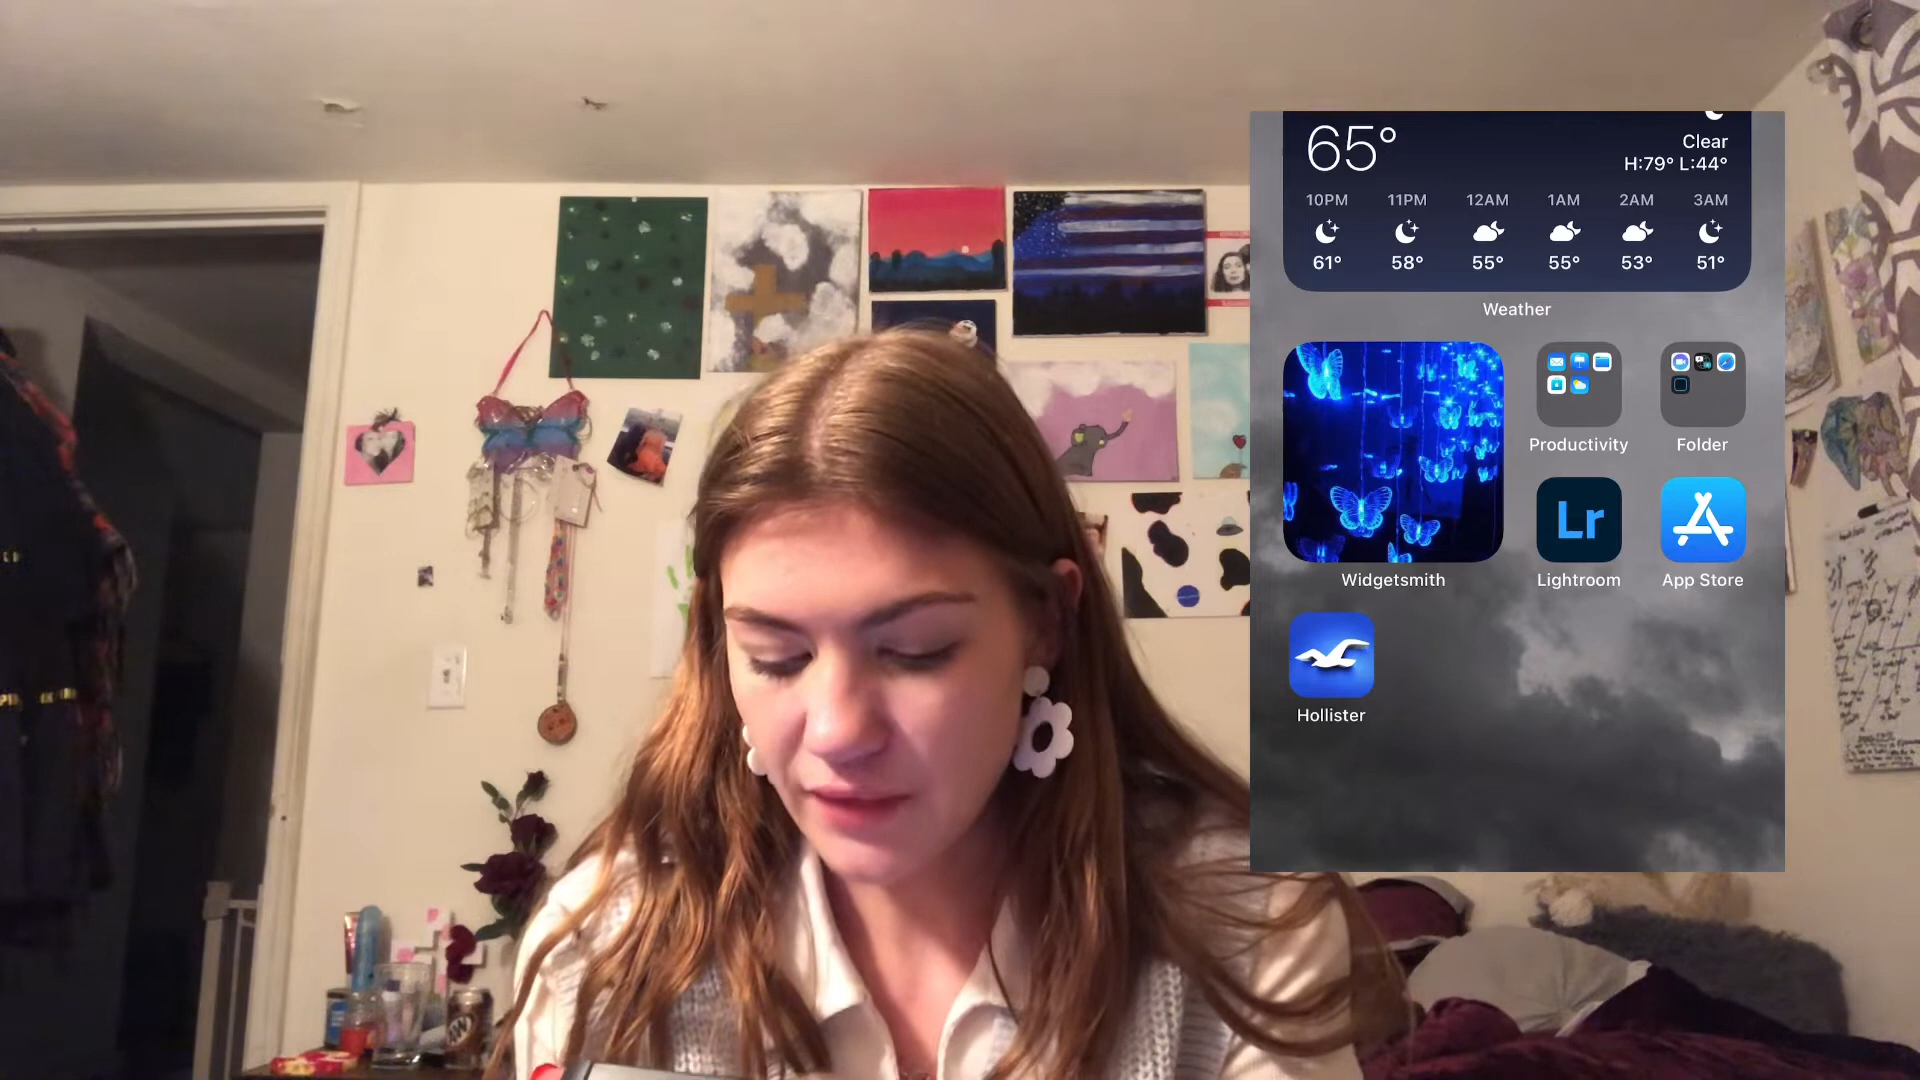 65°
Clear
H:79° L:44°
10PM 11PM 12AM 1AM 2AM 3AM
61° 58° 55° 55° 53° 51°
Weather
Productivity Folder
Lr
Widgetsmith Lightroom App Store
Hollister